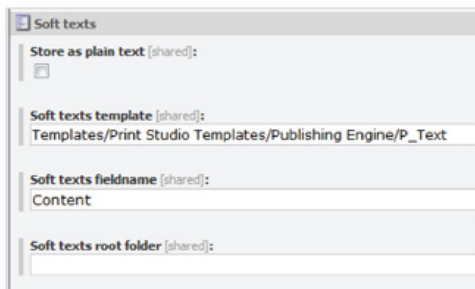 Soft texts
Store as plain text [shared]:
Soft texts template [shared]:
Templates/Print Studio Templates/Publishing Engine/P_Text
Soft texts fieldname [shared]:
Content
Soft texts root folder [shared]: